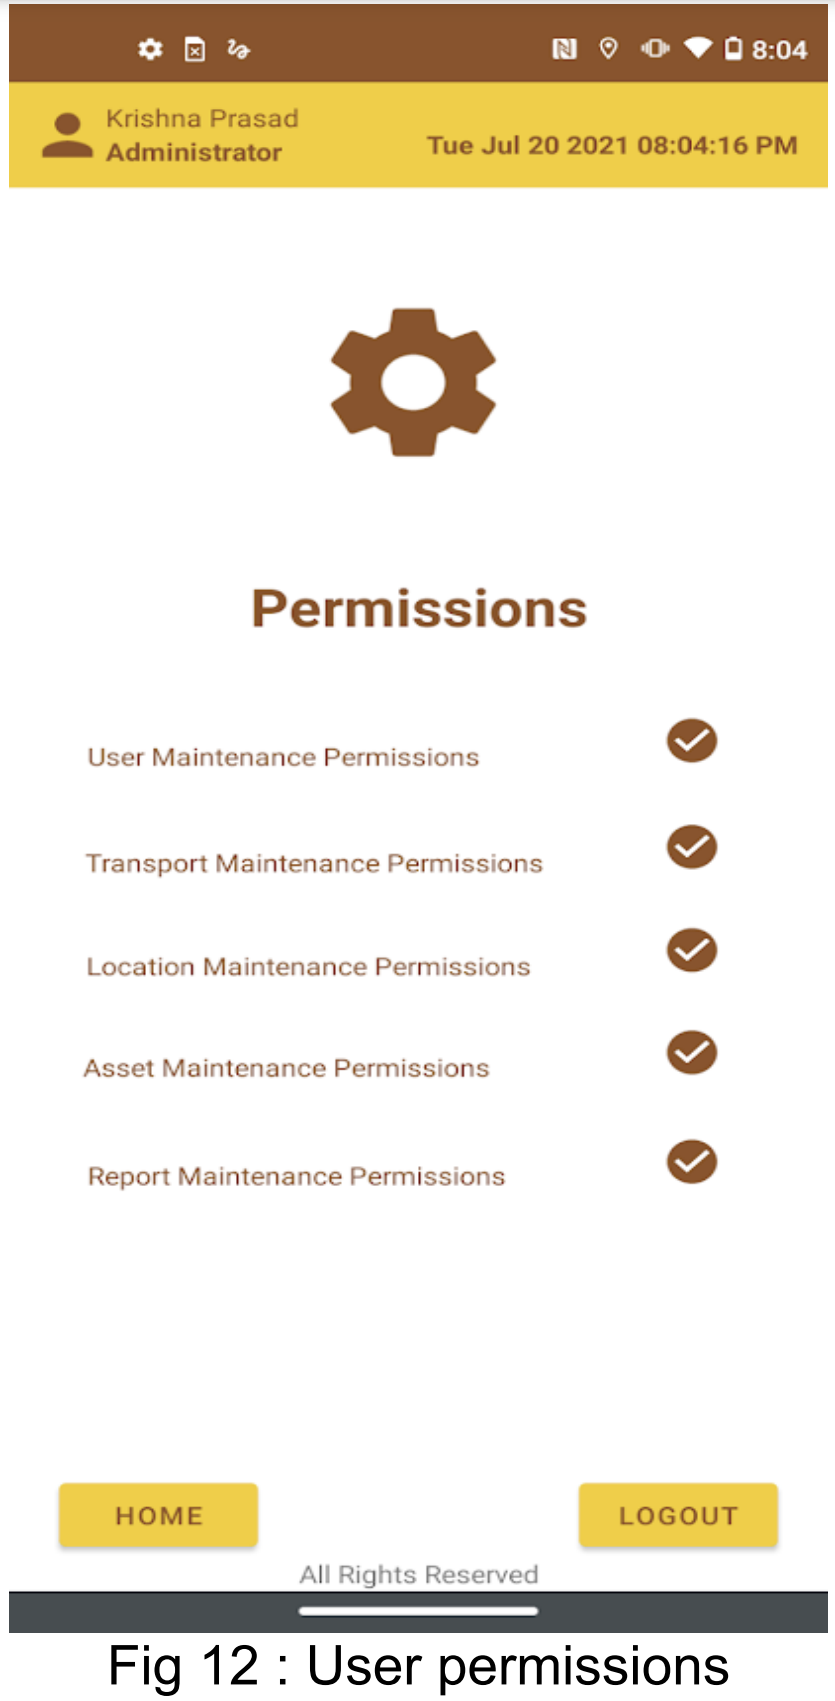 8:04
Krishna Prasad
Administrator
Tue Jul 20 2021 08:04:16 PM
Permissions
User Maintenance Permissions
Transport Maintenance Permissions
Location Maintenance Permissions
Asset Maintenance Permissions
Report Maintenance Permissions
HOME
LOGOUT
All Rights Reserved
Fig 12 : User permissions